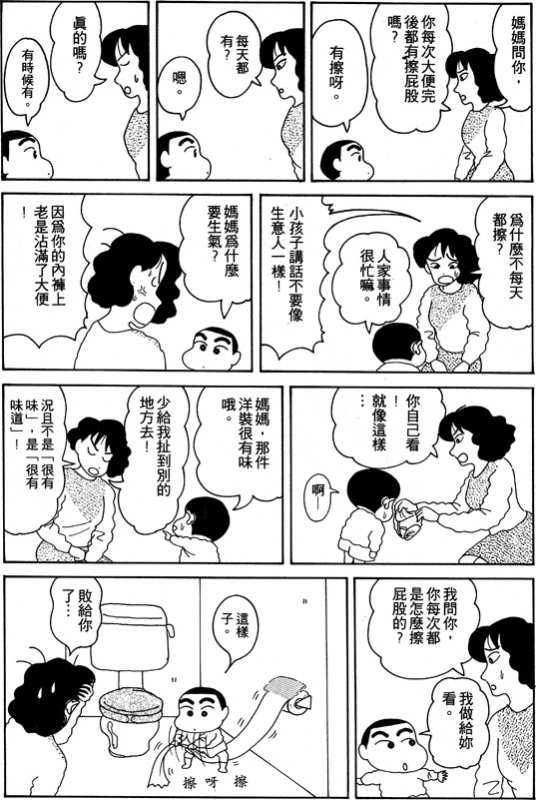 媽媽問你，
你每次大便完
後都有擦屁股
嗎？
有擦呀。
每天都
有？
嗯。
真的嗎？
有時候有。
爲什麼不每天
都擦？
人家事情
很忙嘛。
小孩子講話不要像
生意人一樣！
媽媽爲什麼
要生氣？
因爲你的內褲上
老是沾滿了大便
！
你自己看
！
就像這樣
…
啊—
媽媽，那件
洋裝很有味
哦。
少給我扯到別的
地方去！
況且不是「很有
味」，是「很有
味道」！
我問你，
你每次都
是怎麼擦
屁股的？
我做給妳
看。
這樣
子。
擦 呀 擦
敗給你
了…